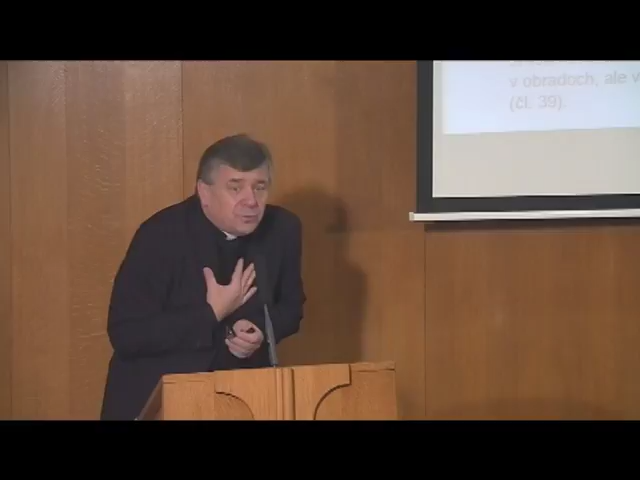 v obradoch, ale v
(čl. 39).